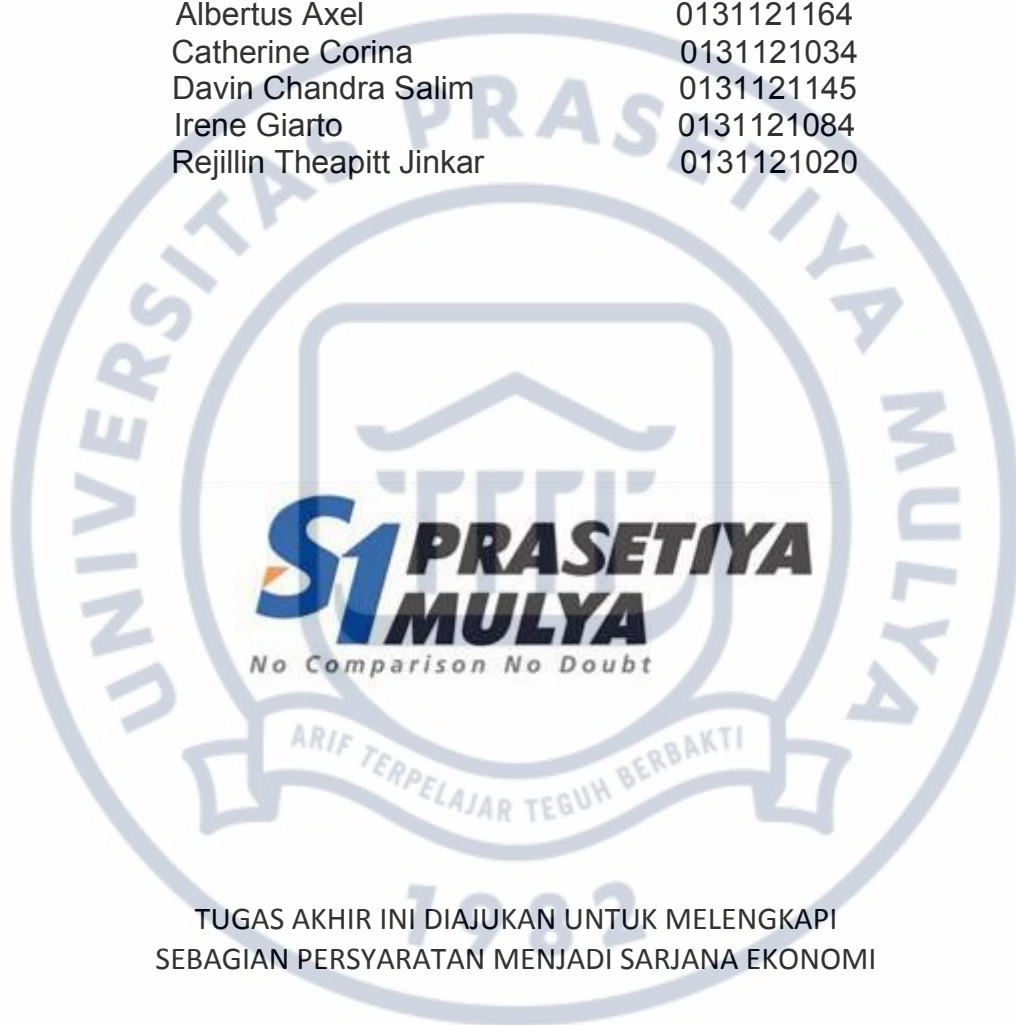 Albertus Axel 0131121164
Catherine Corina 0131121034
Davin Chandra Salim 0131121145
Irene Giarto 0131121084
Rejillin Theapitt Jinkar 0131121020
UNIVERSITAS PRASETIYA MULYA
S1 PRASETIYA
MULYA
No Comparison No Doubt
ARIF TERPELAJAR TEGUH BERBAKTI
1982
TUGAS AKHIR INI DIAJUKAN UNTUK MELENGKAPI
SEBAGIAN PERSYARATAN MENJADI SARJANA EKONOMI